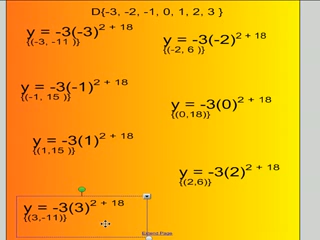 D{-3, -2, -1, 0, 1, 2, 3 }
y = -3(-3)^2 + 18
{(-3, -11 )}
y = -3(-2)^2 + 18
{(-2, 6 )}
y = -3(-1)^2 + 18
{(-1, 15 )}
y = -3(0)^2 + 18
{(0,18)}
y = -3(1)^2 + 18
{(1,15 )}
y = -3(2)^2 + 18
{(2,6)}
y = -3(3)^2 + 18
{(3,-11)}
Extend Page